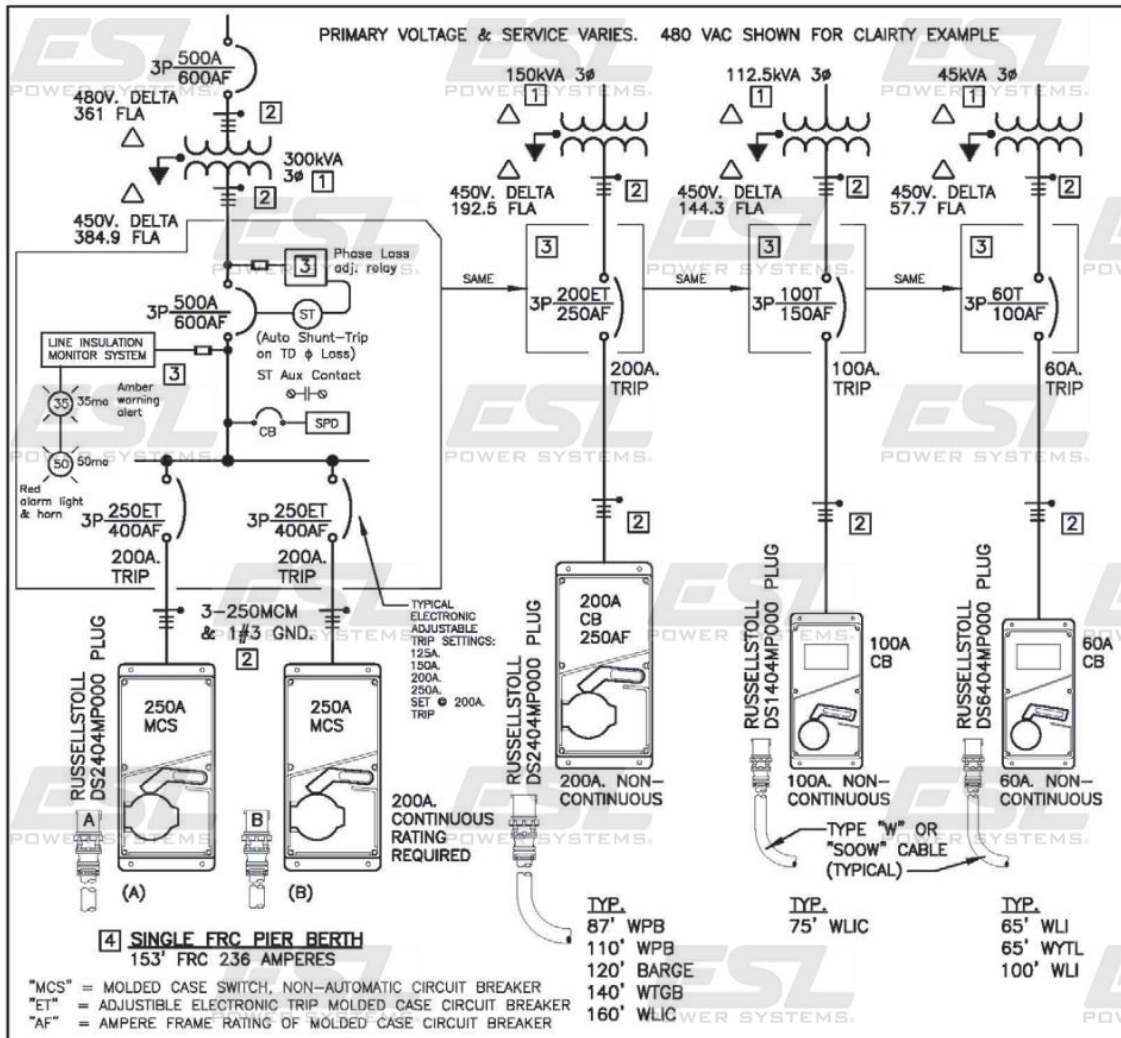 PRIMARY VOLTAGE & SERVICE VARIES. 480 VAC SHOWN FOR CLAIRTY EXAMPLE
3P 500A
600AF
480V. DELTA
361 FLA
2
300kVA
3ø 1
2
450V. DELTA
384.9 FLA
3
Phase Loss
adj. relay
3P 500A
600AF
ST
(Auto Shunt-Trip
on TD ϕ Loss)
ST Aux Contact
LINE INSULATION
MONITOR SYSTEM
3
35 35ma
Amber
warning
alert
CB
SPD
50 50ma
Red
alarm light
& horn
3P 250ET
400AF
200A.
TRIP
3P 250ET
400AF
200A.
TRIP
3-250MCM
& 1#3 GND.
2
TYPICAL
ELECTRONIC
ADJUSTABLE
TRIP SETTINGS:
125A.
150A.
200A.
250A.
SET @ 200A.
TRIP
RUSSELLSTOLL
DS2404MP000 PLUG
250A
MCS
A
(A)
250A
MCS
B
(B)
200A.
CONTINUOUS
RATING
REQUIRED
4 SINGLE FRC PIER BERTH
153' FRC 236 AMPERES
"MCS" = MOLDED CASE SWITCH, NON-AUTOMATIC CIRCUIT BREAKER
"ET" = ADJUSTIBLE ELECTRONIC TRIP MOLDED CASE CIRCUIT BREAKER
"AF" = AMPERE FRAME RATING OF MOLDED CASE CIRCUIT BREAKER
150kVA 3ø
1
2
450V. DELTA
192.5 FLA
SAME
3
3P 200ET
250AF
200A.
TRIP
2
RUSSELLSTOLL
DS2404MP000 PLUG
200A
CB
250AF
200A. NON-
CONTINUOUS
TYP.
87' WPB
110' WPB
120' BARGE
140' WTGB
160' WLIC
112.5kVA 3ø
1
2
450V. DELTA
144.3 FLA
SAME
3
3P 100T
150AF
100A.
TRIP
2
RUSSELLSTOLL
DS1404MP000 PLUG
100A
CB
100A. NON-
CONTINUOUS
TYPE "W" OR
"SOOW" CABLE
(TYPICAL)
TYP.
75' WLIC
45kVA 3ø
1
2
450V. DELTA
57.7 FLA
SAME
3
3P 60T
100AF
60A.
TRIP
2
RUSSELLSTOLL
DS6404MP000 PLUG
60A
CB
60A. NON-
CONTINUOUS
TYP.
65' WLI
65' WYTL
100' WLI
ESL
POWER SYSTEMS.